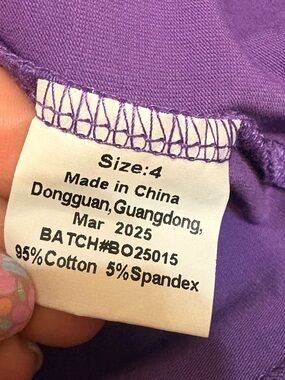 Size:4
Made in China
Dongguan,Guangdong,
Mar 2025
BATCH#BO25015
95%Cotton 5%Spandex